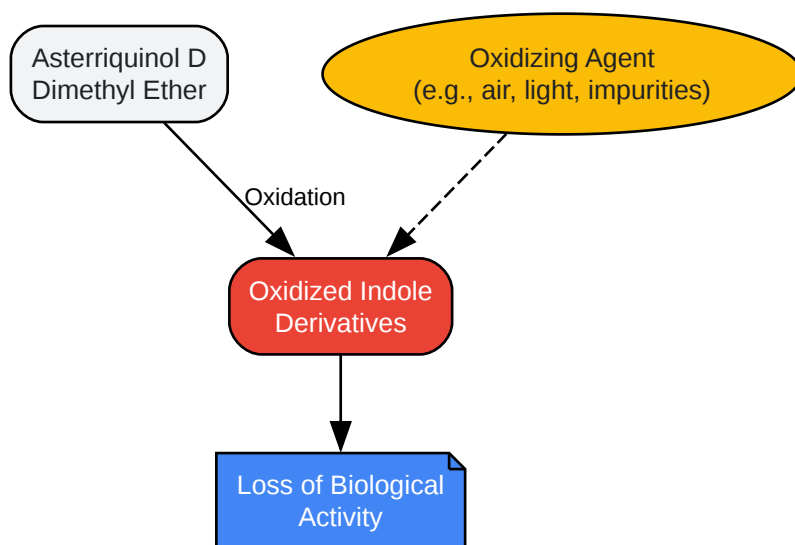 Asterriquinol D
Dimethyl Ether
Oxidizing Agent
(e.g., air, light, impurities)
Oxidation
Oxidized Indole
Derivatives
Loss of Biological
Activity